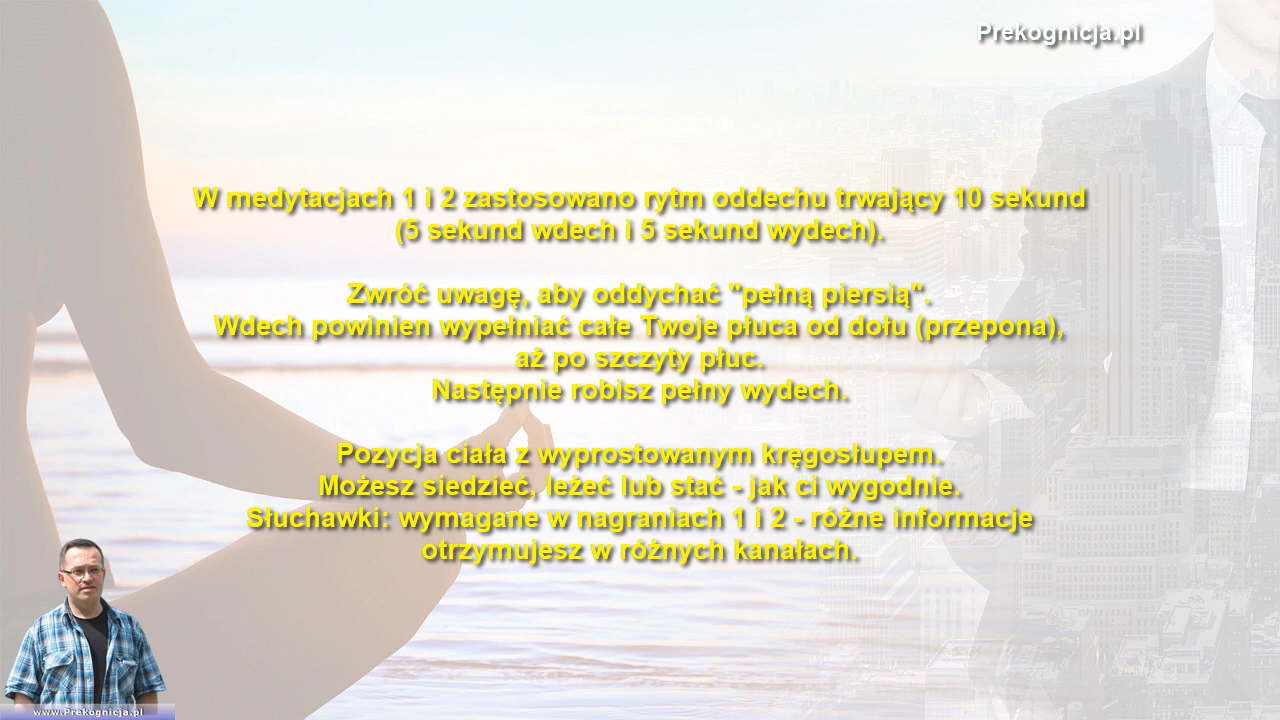 Prekognicja.pl
W medytacjach 1 i 2 zastosowano rytm oddechu trwający 10 sekund
(5 sekund wdech i 5 sekund wydech).
Zwróć uwagę, aby oddychać "pełną piersią".
Wdech powinien wypełniać całe Twoje płuca od dołu (przepona),
aż po szczyty płuc.
Następnie robisz pełny wydech.
Pozycja ciała z wyprostowanym kręgosłupem.
Możesz siedzieć, leżeć lub stać - jak ci wygodnie.
Słuchawki: wymagane w nagraniach 1 i 2 - różne informacje
otrzymujesz w różnych kanałach.
www.Prekognicja.pl